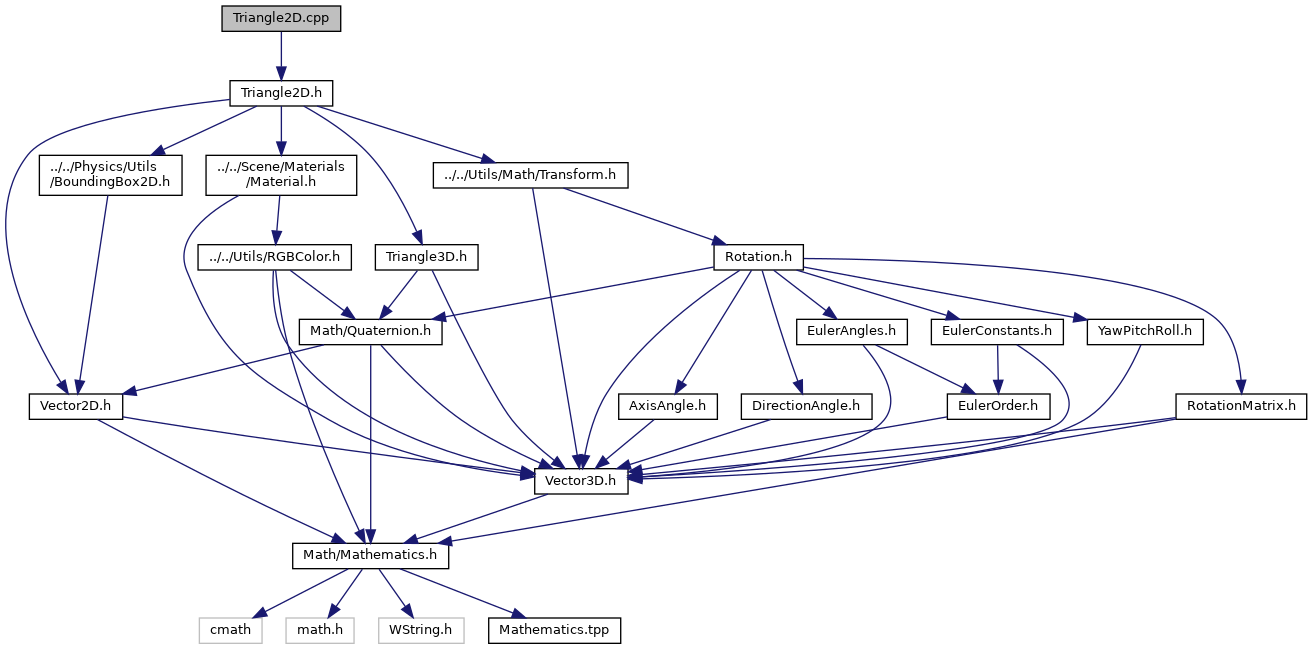 Triangle2D.cpp
Triangle2D.h
../../Physics/Utils
/BoundingBox2D.h
../../Scene/Materials
/Material.h
../../Utils/Math/Transform.h
../../Utils/RGBColor.h
Triangle3D.h
Rotation.h
Math/Quaternion.h
EulerAngles.h
EulerConstants.h
YawPitchRoll.h
Vector2D.h
AxisAngle.h
DirectionAngle.h
EulerOrder.h
RotationMatrix.h
Vector3D.h
Math/Mathematics.h
cmath
math.h
WString.h
Mathematics.tpp